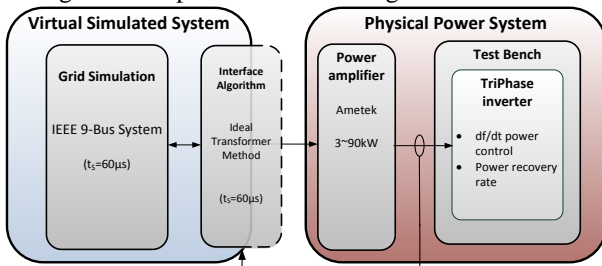 Virtual Simulated System
Grid Simulation
IEEE 9-Bus System
(tS=60µs)
Interface
Algorithm
Ideal
Transformer
Method
(tS=60µs)
Physical Power System
Power
amplifier
Ametek
3~90kW
Test Bench
TriPhase
inverter
• df/dt power
control
• Power recovery
rate